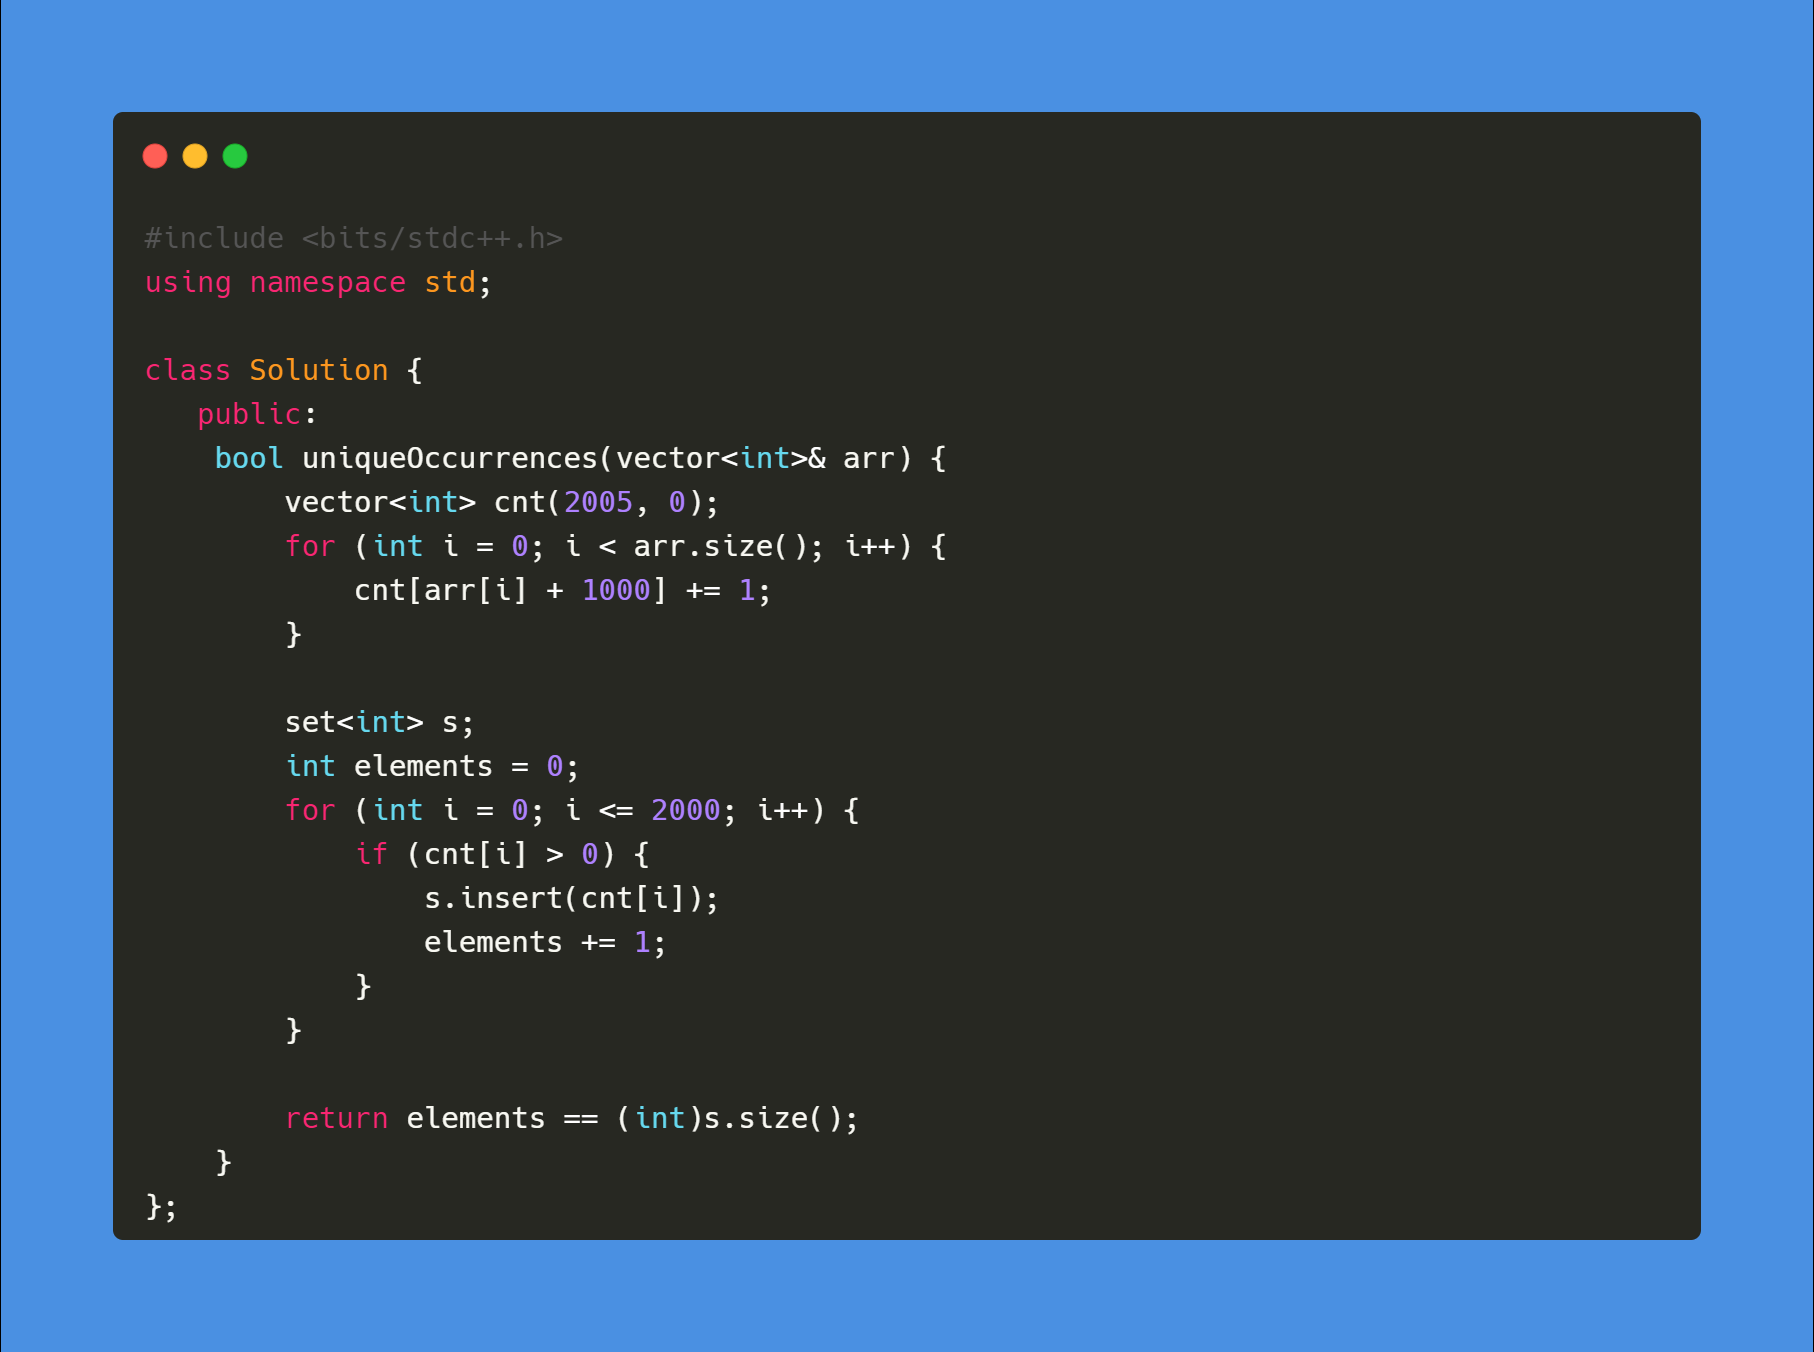 #include <bits/stdc++.h>
using namespace std;

class Solution {
   public:
    bool uniqueOccurrences(vector<int>& arr) {
        vector<int> cnt(2005, 0);
        for (int i = 0; i < arr.size(); i++) {
            cnt[arr[i] + 1000] += 1;
        }

        set<int> s;
        int elements = 0;
        for (int i = 0; i <= 2000; i++) {
            if (cnt[i] > 0) {
                s.insert(cnt[i]);
                elements += 1;
            }
        }

        return elements == (int)s.size();
    }
};